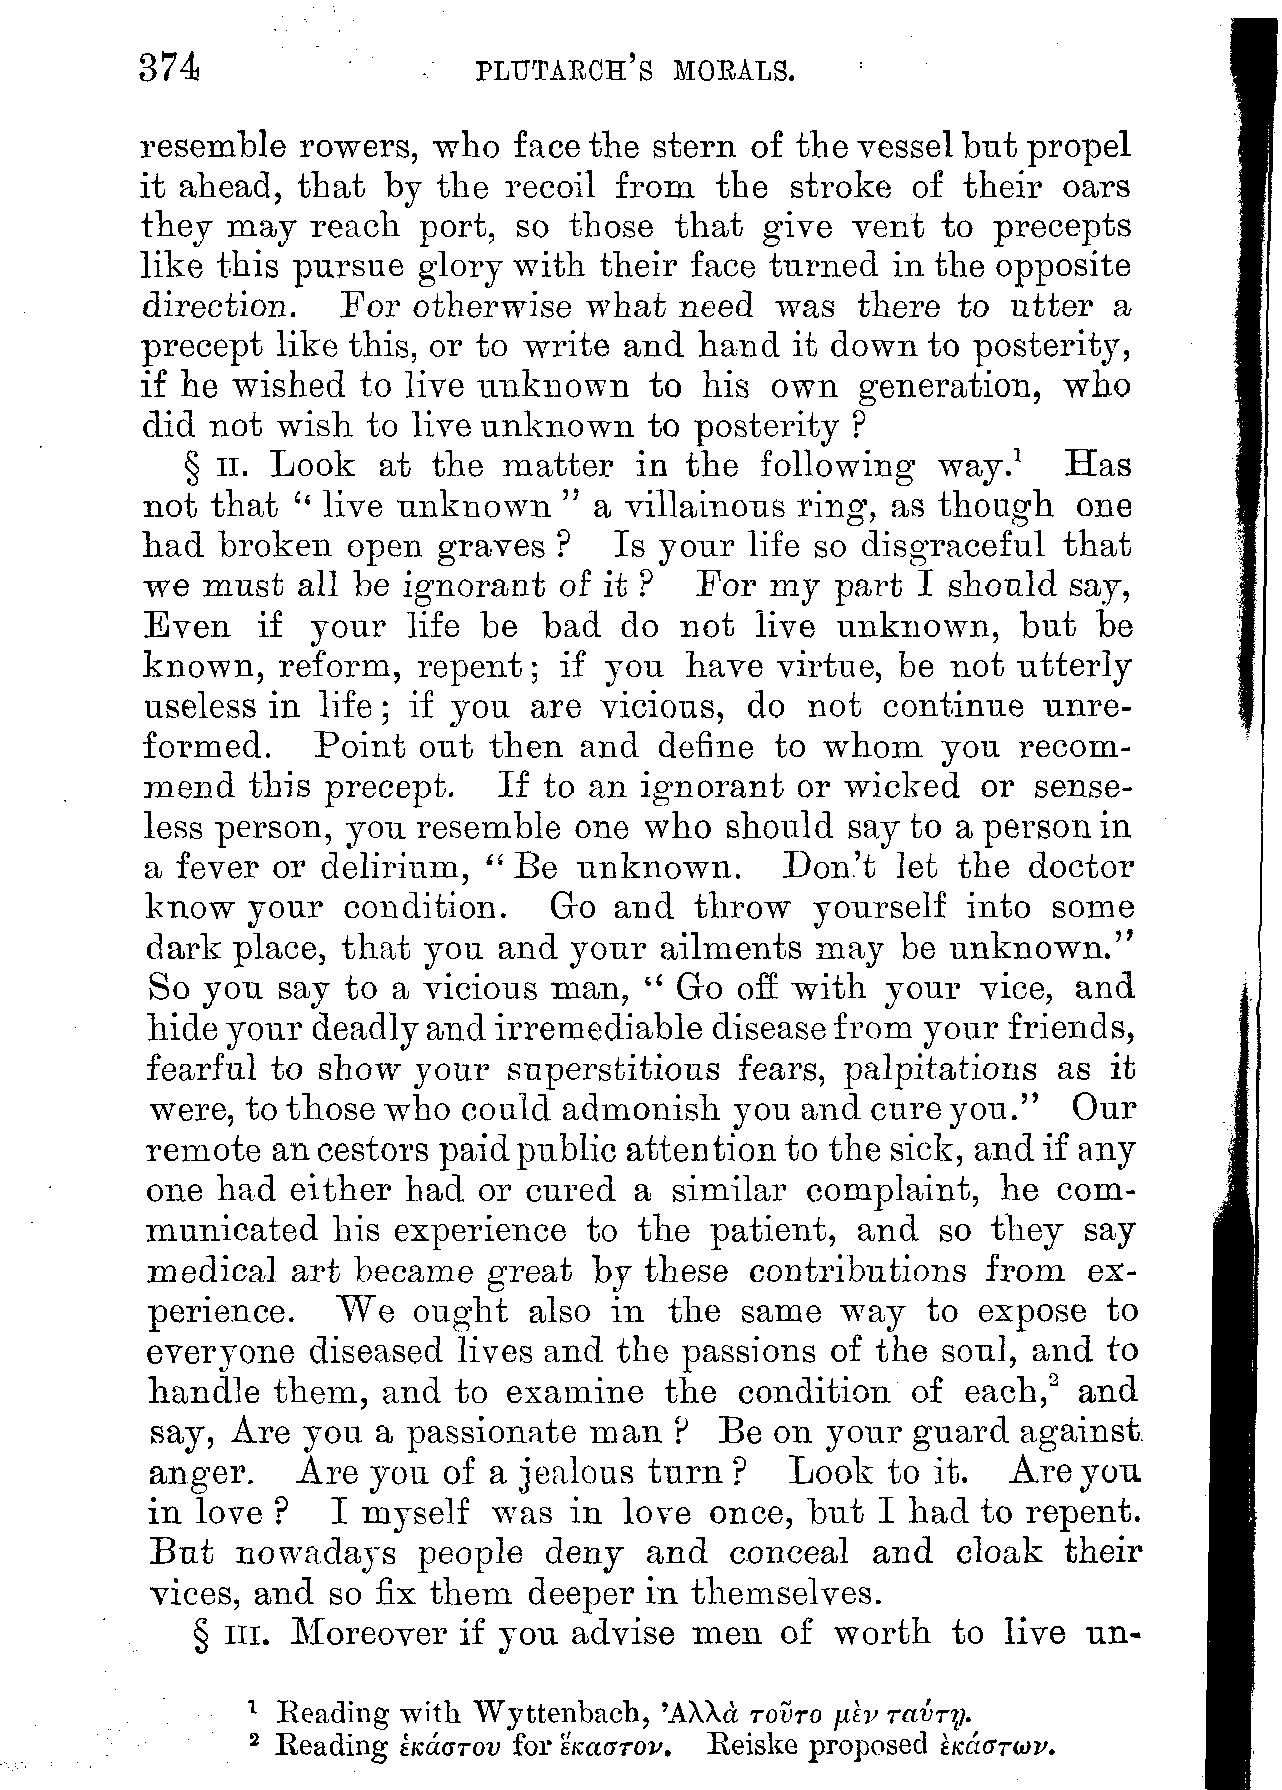 374 PLUTARCH'S MORALS.
resemble rowers, who face the stern of the vessel but propel
it ahead, that by the recoil from the stroke of their oars
they may reach port, so those that give vent to precepts
like this pursue glory with their face turned in the opposite
direction. For otherwise what need was there to utter a
precept like this, or to write and hand it down to posterity,
if he wished to live unknown to his own generation, who
did not wish to live unknown to posterity ?
§ II. Look at the matter in the following way.¹ Has
not that “ live unknown ” a villainous ring, as though one
had broken open graves ? Is your life so disgraceful that
we must all be ignorant of it ? For my part I should say,
Even if your life be bad do not live unknown, but be
known, reform, repent ; if you have virtue, be not utterly
useless in life ; if you are vicious, do not continue unre-
formed. Point out then and define to whom you recom-
mend this precept. If to an ignorant or wicked or sense-
less person, you resemble one who should say to a person in
a fever or delirium, “ Be unknown. Don't let the doctor
know your condition. Go and throw yourself into some
dark place, that you and your ailments may be unknown.”
So you say to a vicious man, “ Go off with your vice, and
hide your deadly and irremediable disease from your friends,
fearful to show your superstitious fears, palpitations as it
were, to those who could admonish you and cure you.” Our
remote ancestors paid public attention to the sick, and if any
one had either had or cured a similar complaint, he com-
municated his experience to the patient, and so they say
medical art became great by these contributions from ex-
perience. We ought also in the same way to expose to
everyone diseased lives and the passions of the soul, and to
handle them, and to examine the condition of each,² and
say, Are you a passionate man ? Be on your guard against
anger. Are you of a jealous turn ? Look to it. Are you
in love ? I myself was in love once, but I had to repent.
But nowadays people deny and conceal and cloak their
vices, and so fix them deeper in themselves.
§ III. Moreover if you advise men of worth to live un-
¹ Reading with Wyttenbach, Ἀλλὰ τοῦτο μὲν ταύτῃ.
² Reading ἑκάστου for ἕκαστον. Reiske proposed ἑκάστων.